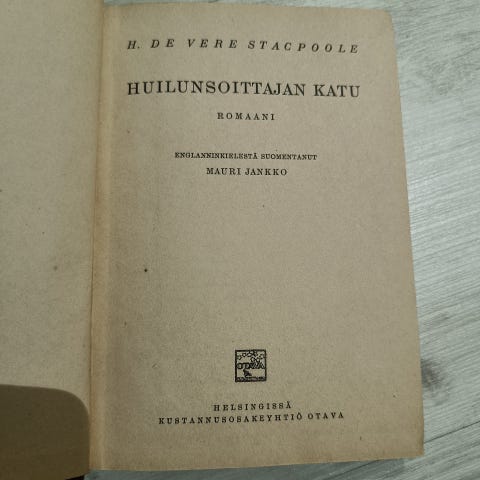 H. DE VERE STACPOOLE
HUILUNSOITTAJAN KATU
ROMAANI
ENGLANNINKIELESTÄ SUOMENTANUT
MAURI JANKKO
OTAVA
HELSINGISSÄ
KUSTANNUSOSAKEYHTIÖ OTAVA